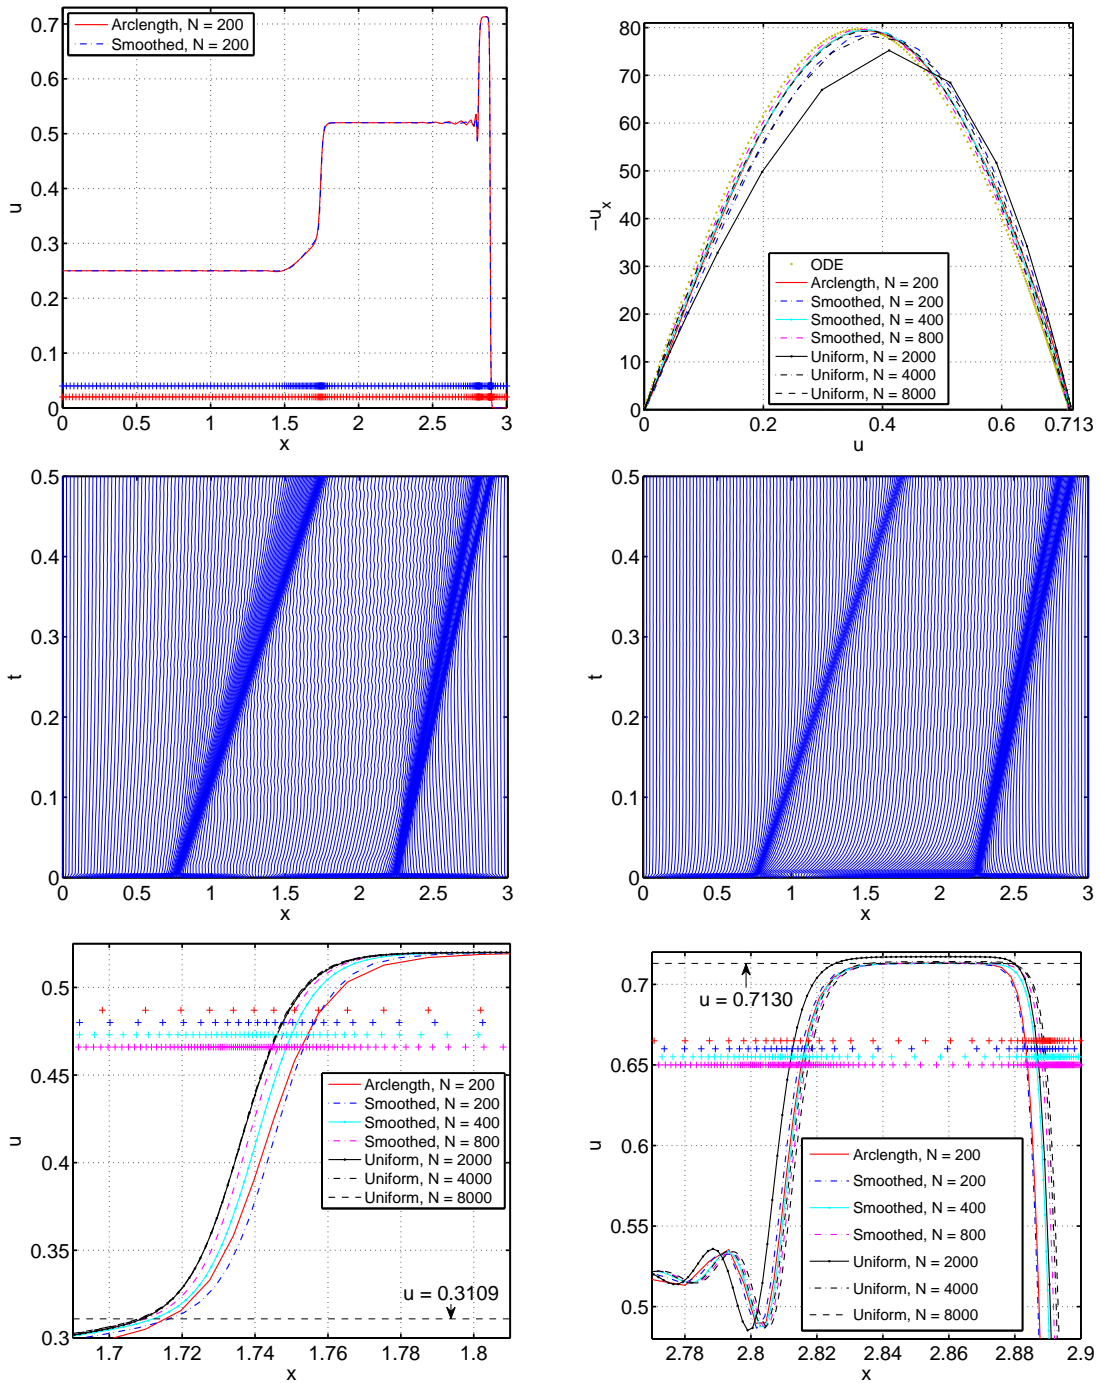 0.7
0.6
0.5
0.4
0.3
0.2
0.1
0
u
Arclength, N = 200
Smoothed, N = 200
0 0.5 1 1.5 2 2.5 3
x
80
70
60
50
40
30
20
10
0
−u_x
ODE
Arclength, N = 200
Smoothed, N = 200
Smoothed, N = 400
Smoothed, N = 800
Uniform, N = 2000
Uniform, N = 4000
Uniform, N = 8000
0 0.2 0.4 0.6 0.713
u
0.5
0.4
0.3
0.2
0.1
0
t
0 0.5 1 1.5 2 2.5 3
x
0.5
0.4
0.3
0.2
0.1
0
t
0 0.5 1 1.5 2 2.5 3
x
0.5
0.45
0.4
0.35
0.3
u
Arclength, N = 200
Smoothed, N = 200
Smoothed, N = 400
Smoothed, N = 800
Uniform, N = 2000
Uniform, N = 4000
Uniform, N = 8000
u = 0.3109
1.7 1.72 1.74 1.76 1.78 1.8
x
0.7
0.65
0.6
0.55
0.5
u
u = 0.7130
Arclength, N = 200
Smoothed, N = 200
Smoothed, N = 400
Smoothed, N = 800
Uniform, N = 2000
Uniform, N = 4000
Uniform, N = 8000
2.78 2.8 2.82 2.84 2.86 2.88 2.9
x